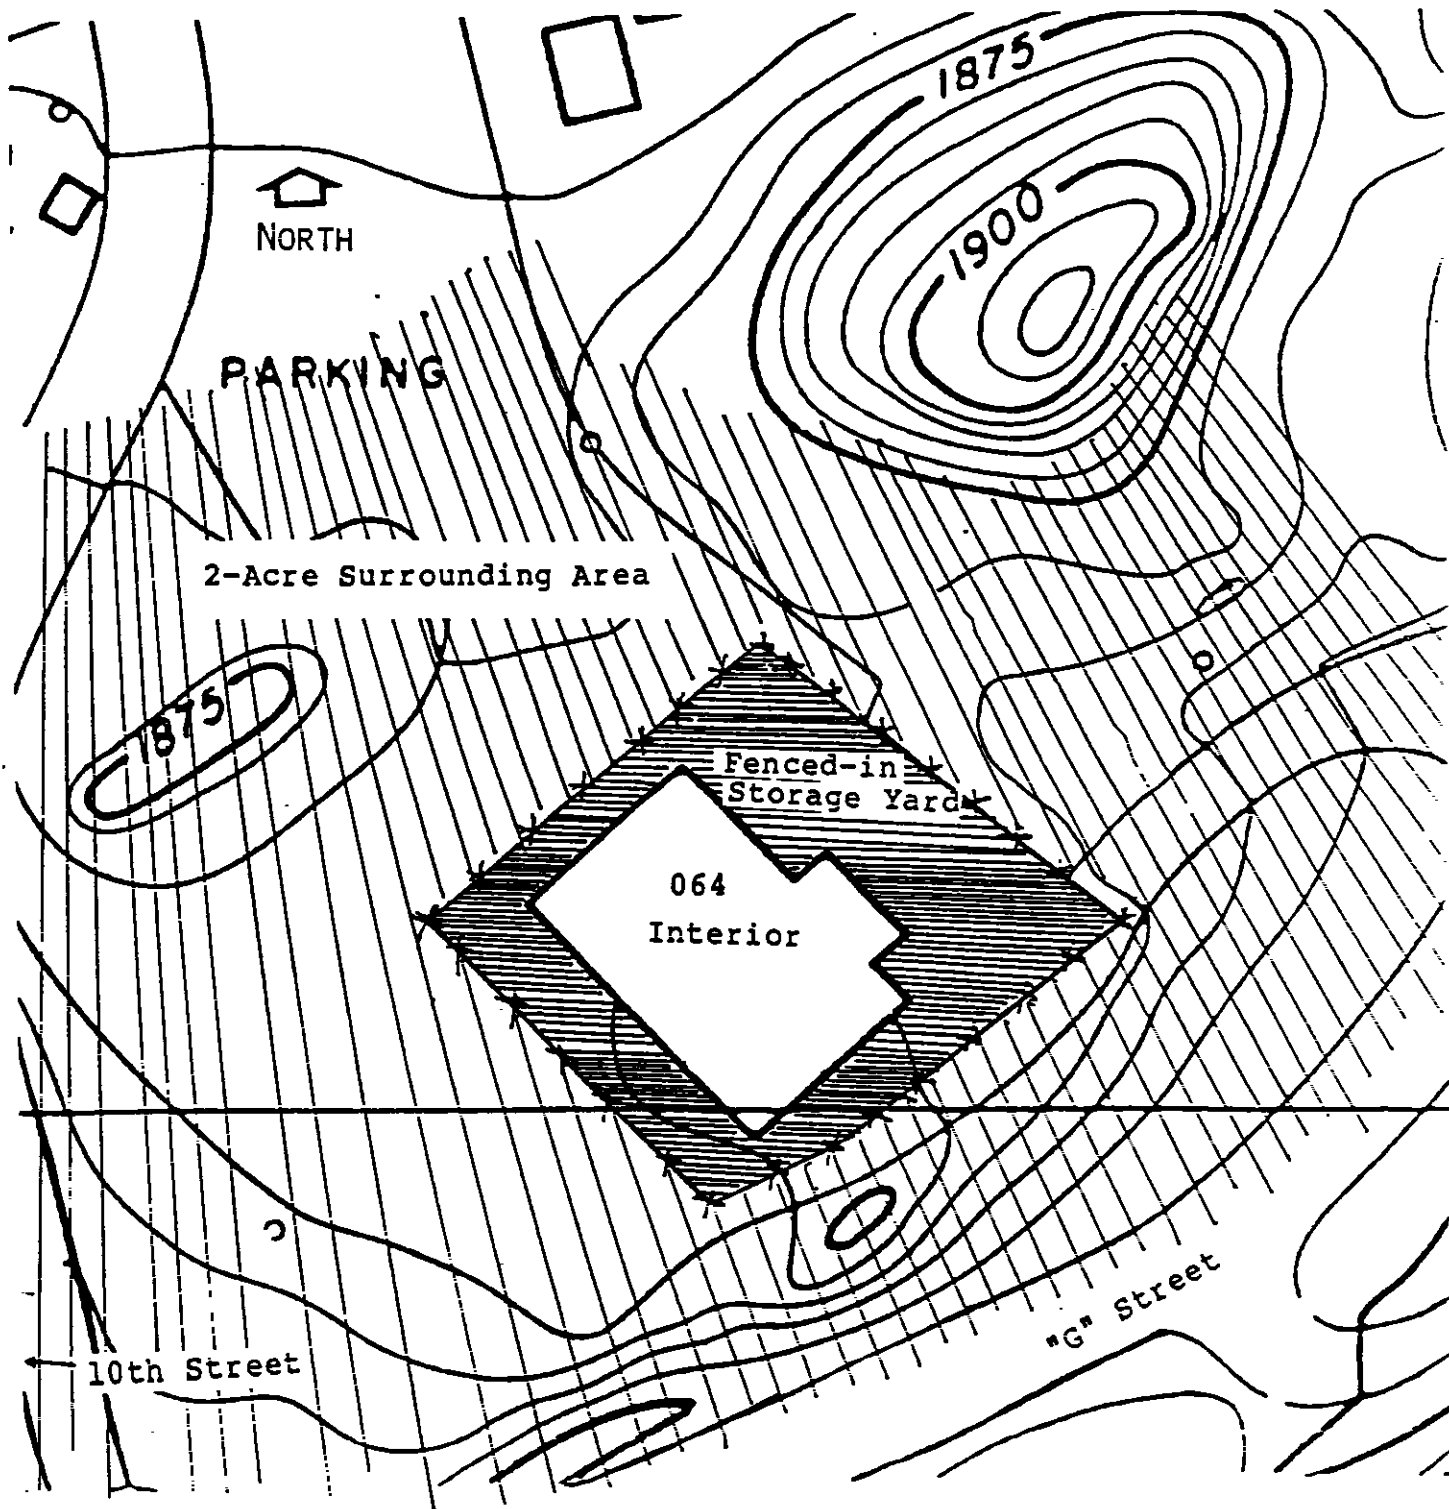 1875
1900
NORTH
PARKING
2-Acre Surrounding Area
1875
Fenced-in
Storage Yard
064
Interior
"G" Street
10th Street